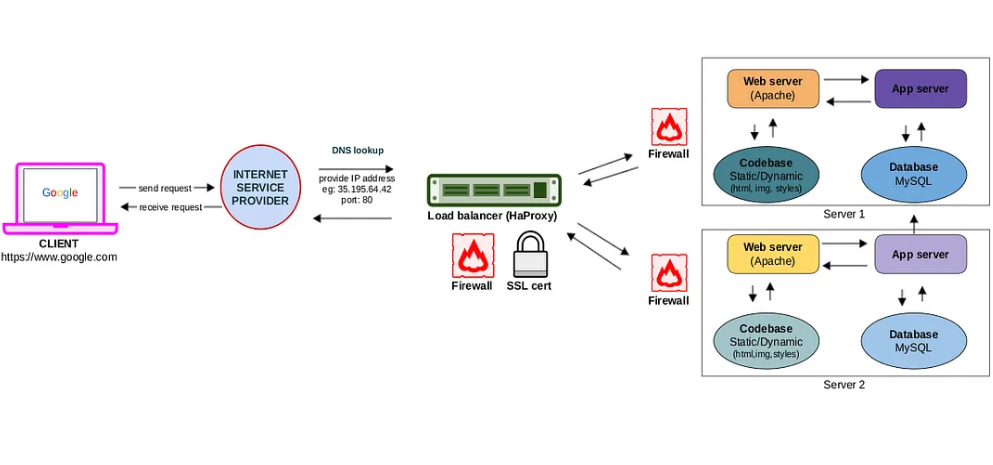 Google
CLIENT
https://www.google.com
send request
receive request
INTERNET
SERVICE
PROVIDER
DNS lookup
provide IP address
eg: 35.195.64.42
port: 80
Load balancer (HaProxy)
Firewall
SSL cert
Firewall
Firewall
Web server
(Apache)
App server
Codebase
Static/Dynamic
(html, img, styles)
Database
MySQL
Server 1
Web server
(Apache)
App server
Codebase
Static/Dynamic
(html,img,styles)
Database
MySQL
Server 2